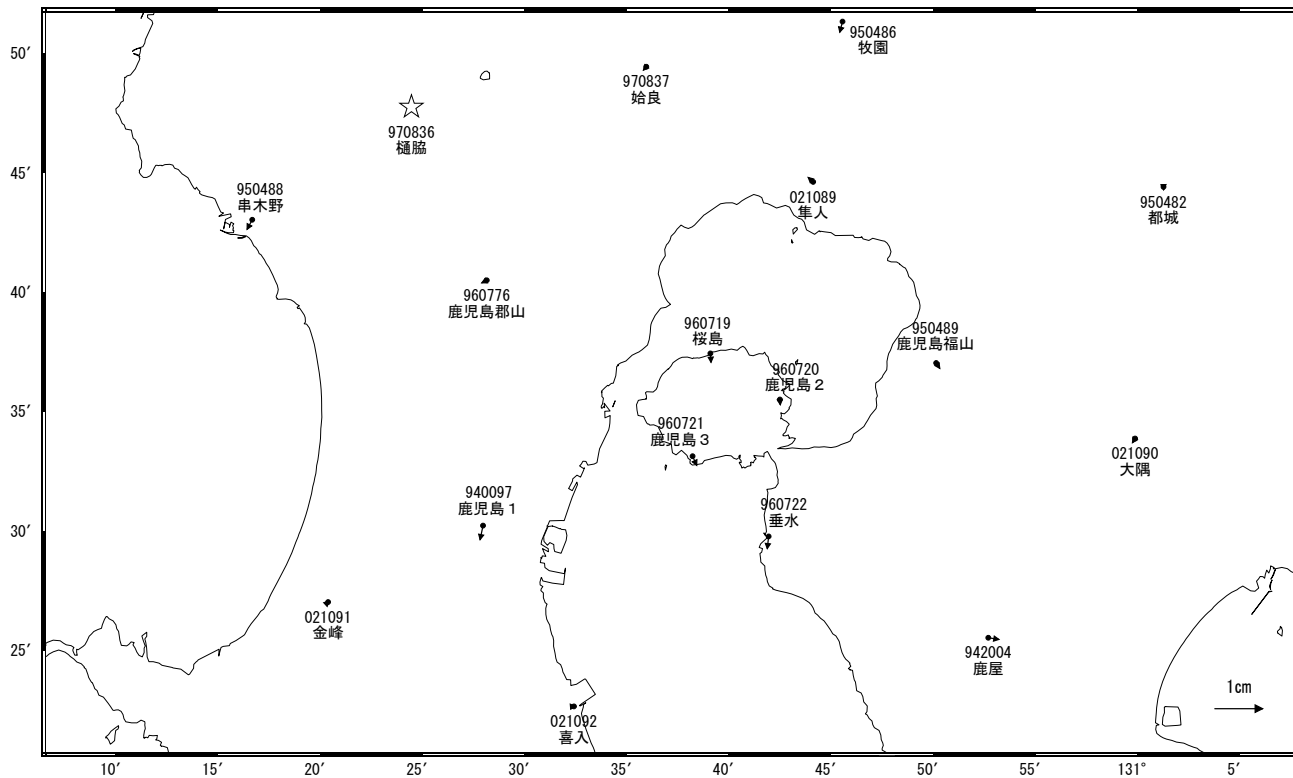 50′
950486
牧園
970837
姶良
970836
樋脇
45′
950488
串木野
021089
隼人
950482
都城
40′
960776
鹿児島郡山
960719
桜島
950489
鹿児島福山
960720
鹿児島2
35′
960721
鹿児島3
021090
大隅
940097
鹿児島1
960722
垂水
30′
021091
金峰
25′
942004
鹿屋
1cm
021092
喜入
10′ 15′ 20′ 25′ 30′ 35′ 40′ 45′ 50′ 55′ 131° 5′